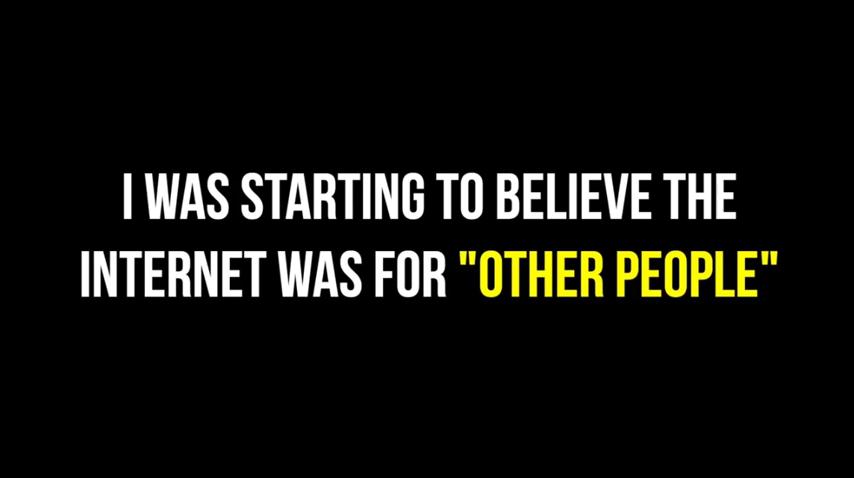 I WAS STARTING TO BELIEVE THE
INTERNET WAS FOR "OTHER PEOPLE"